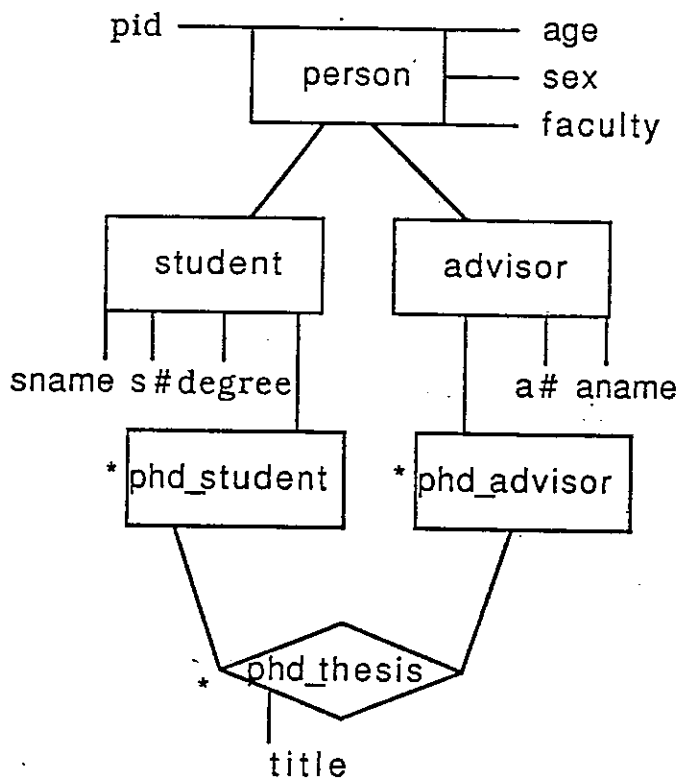 pid age
person sex
faculty
student advisor
sname s# degree a# aname
* phd_student * phd_advisor
* phd_thesis
title